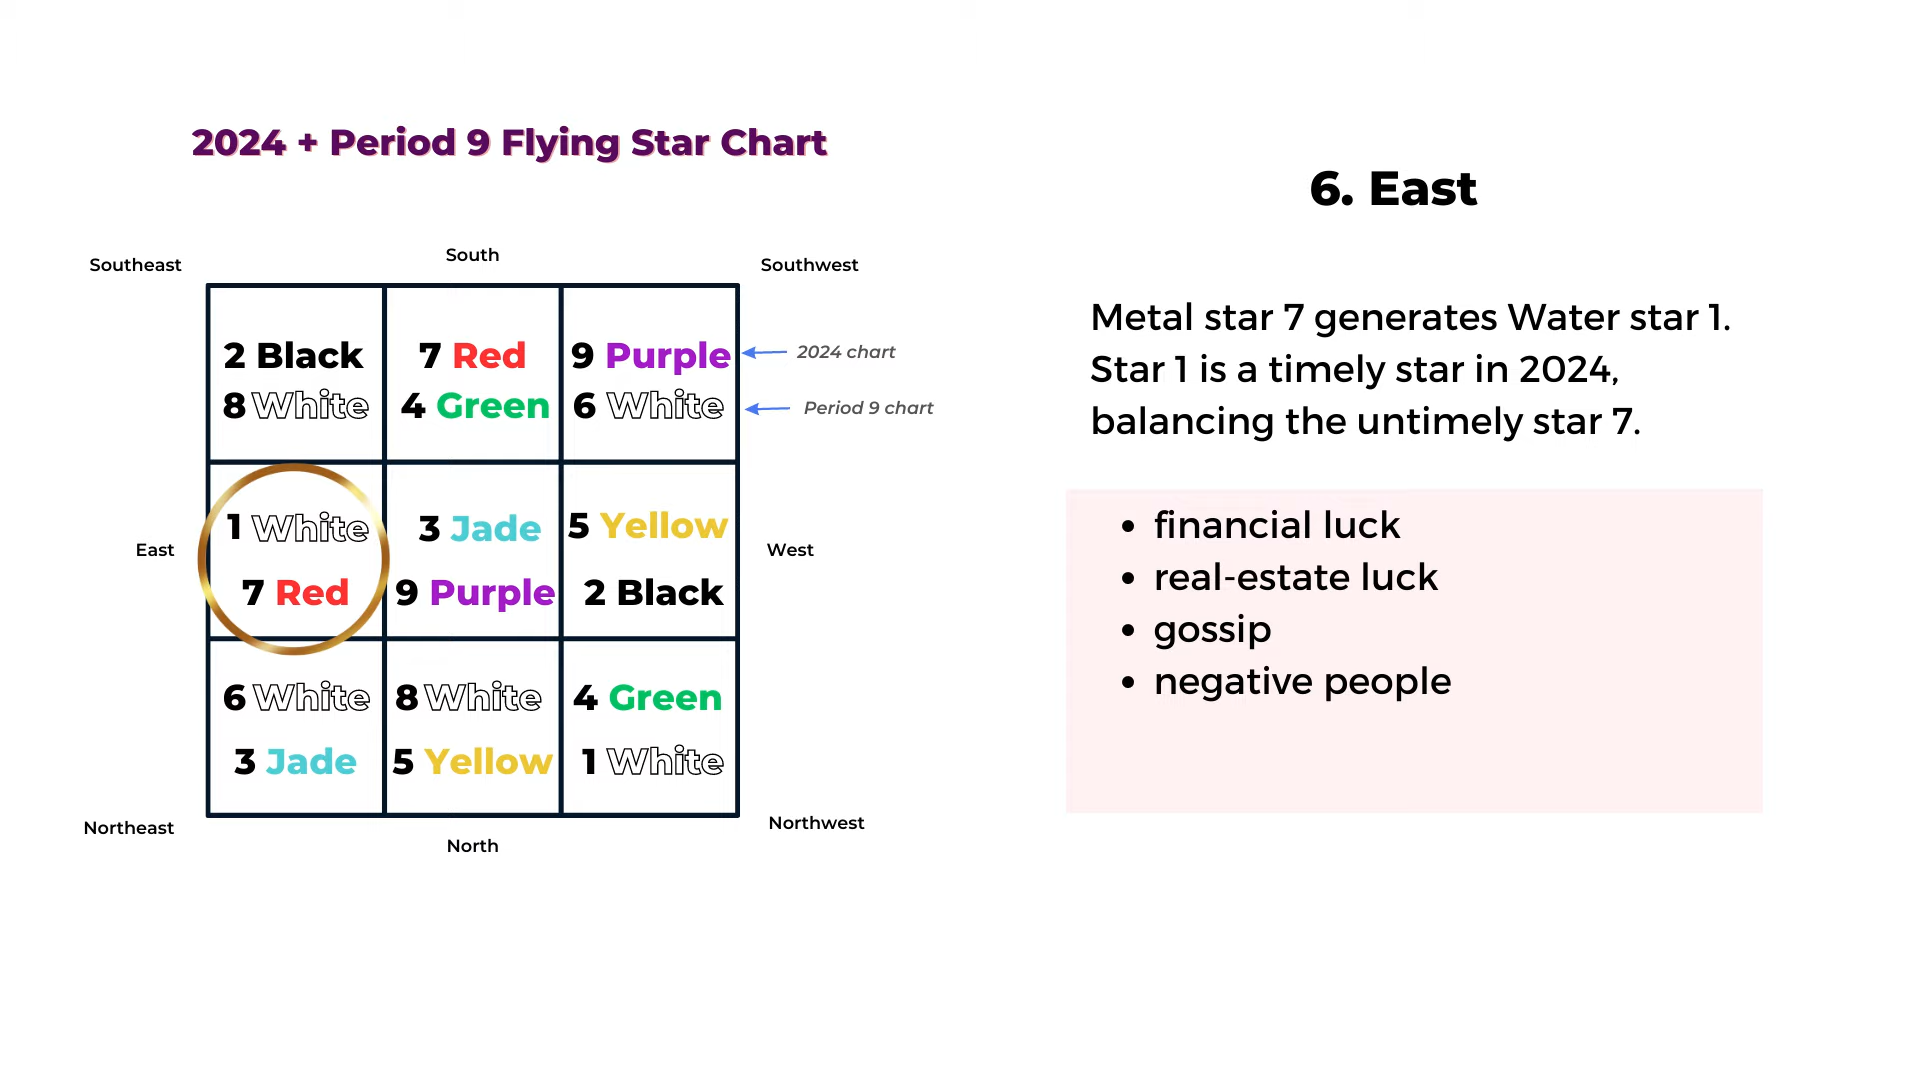 2024 + Period 9 Flying Star Chart
Southeast
South
Southwest
2 Black
7 Red
9 Purple
2024 chart
8 White
4 Green
6 White
Period 9 chart
East
1 White
3 Jade
5 Yellow
West
7 Red
9 Purple
2 Black
6 White
8 White
4 Green
3 Jade
5 Yellow
1 White
Northeast
North
Northwest
6. East
Metal star 7 generates Water star 1.
Star 1 is a timely star in 2024,
balancing the untimely star 7.
• financial luck
• real-estate luck
• gossip
• negative people